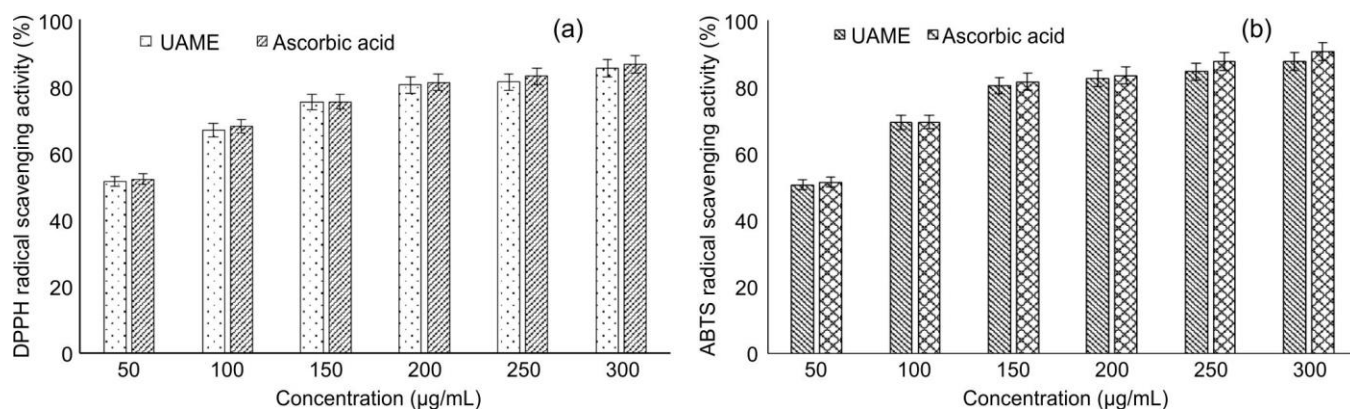 DPPH radical scavenging activity (%)
100
80
60
40
20
0
UAME
Ascorbic acid
(a)
50 100 150 200 250 300
Concentration (µg/mL)
ABTS radical scavenging activity (%)
100
80
60
40
20
0
UAME
Ascorbic acid
(b)
50 100 150 200 250 300
Concentration (µg/mL)